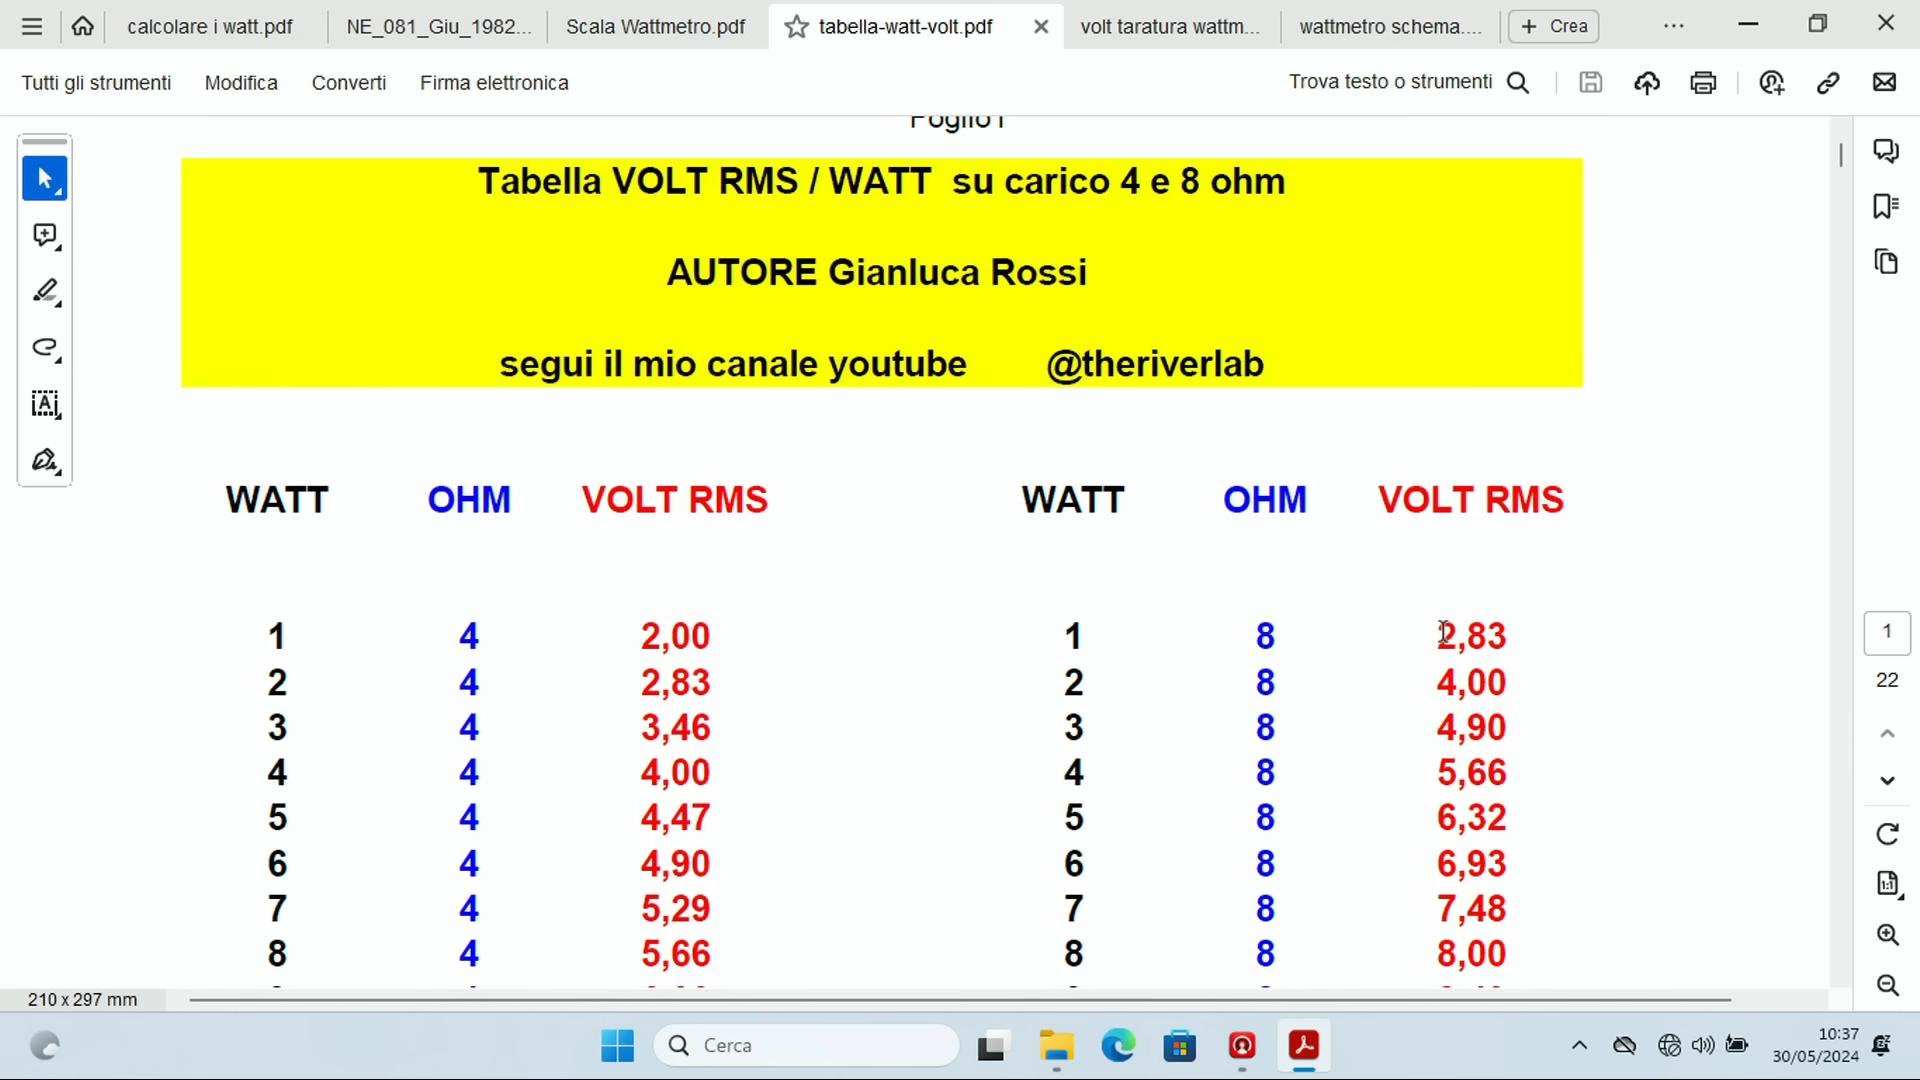 calcolare i watt.pdf
NE_081_Giu_1982...
Scala Wattmetro.pdf
tabella-watt-volt.pdf
volt taratura wattm...
wattmetro schema....
Crea
Tutti gli strumenti
Modifica
Converti
Firma elettronica
Trova testo o strumenti
Foglio1
Tabella VOLT RMS / WATT su carico 4 e 8 ohm
AUTORE Gianluca Rossi
segui il mio canale youtube @theriverlab
WATT OHM VOLT RMS WATT OHM VOLT RMS
1 4 2,00 1 8 2,83
2 4 2,83 2 8 4,00
3 4 3,46 3 8 4,90
4 4 4,00 4 8 5,66
5 4 4,47 5 8 6,32
6 4 4,90 6 8 6,93
7 4 5,29 7 8 7,48
8 4 5,66 8 8 8,00
1
22
210 x 297 mm
Cerca
10:37
30/05/2024